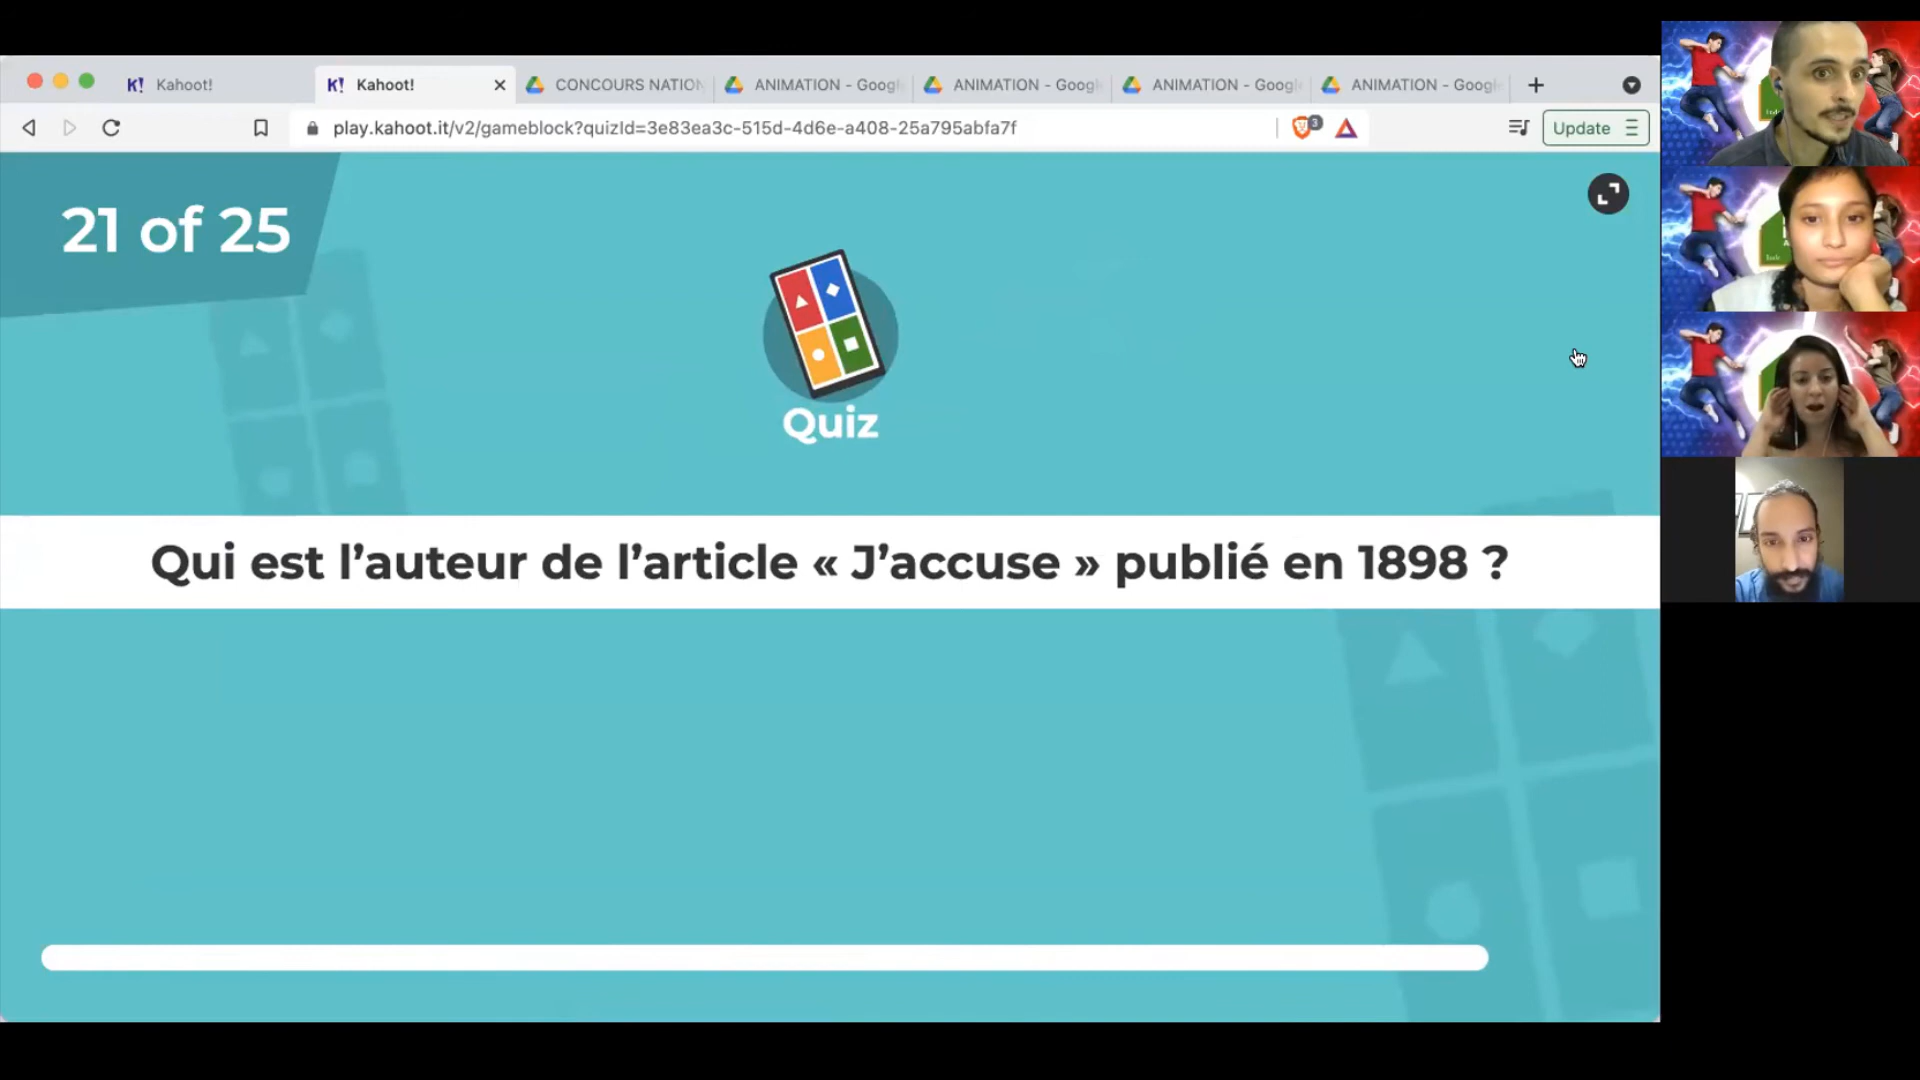 K! Kahoot!
K! Kahoot!
CONCOURS NATION
ANIMATION - Googl
ANIMATION - Googl
ANIMATION - Googl
ANIMATION - Googl
play.kahoot.it/v2/gameblock?quizId=3e83ea3c-515d-4d6e-a408-25a795abfa7f
3
Update
21 of 25
Quiz
Qui est l’auteur de l’article « J’accuse » publié en 1898 ?